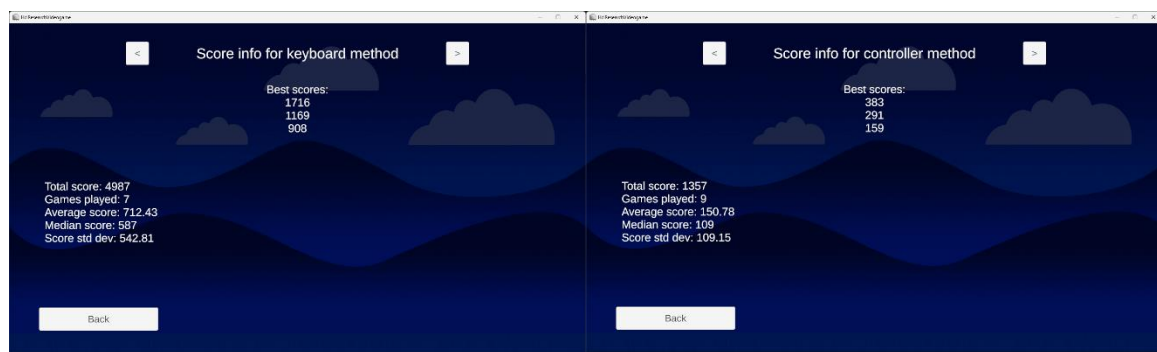 <
Score info for keyboard method
>
Best scores:
1716
1169
908
Total score: 4987
Games played: 7
Average score: 712.43
Median score: 587
Score std dev: 542.81
Back
<
Score info for controller method
>
Best scores:
383
291
159
Total score: 1357
Games played: 9
Average score: 150.78
Median score: 109
Score std dev: 109.15
Back